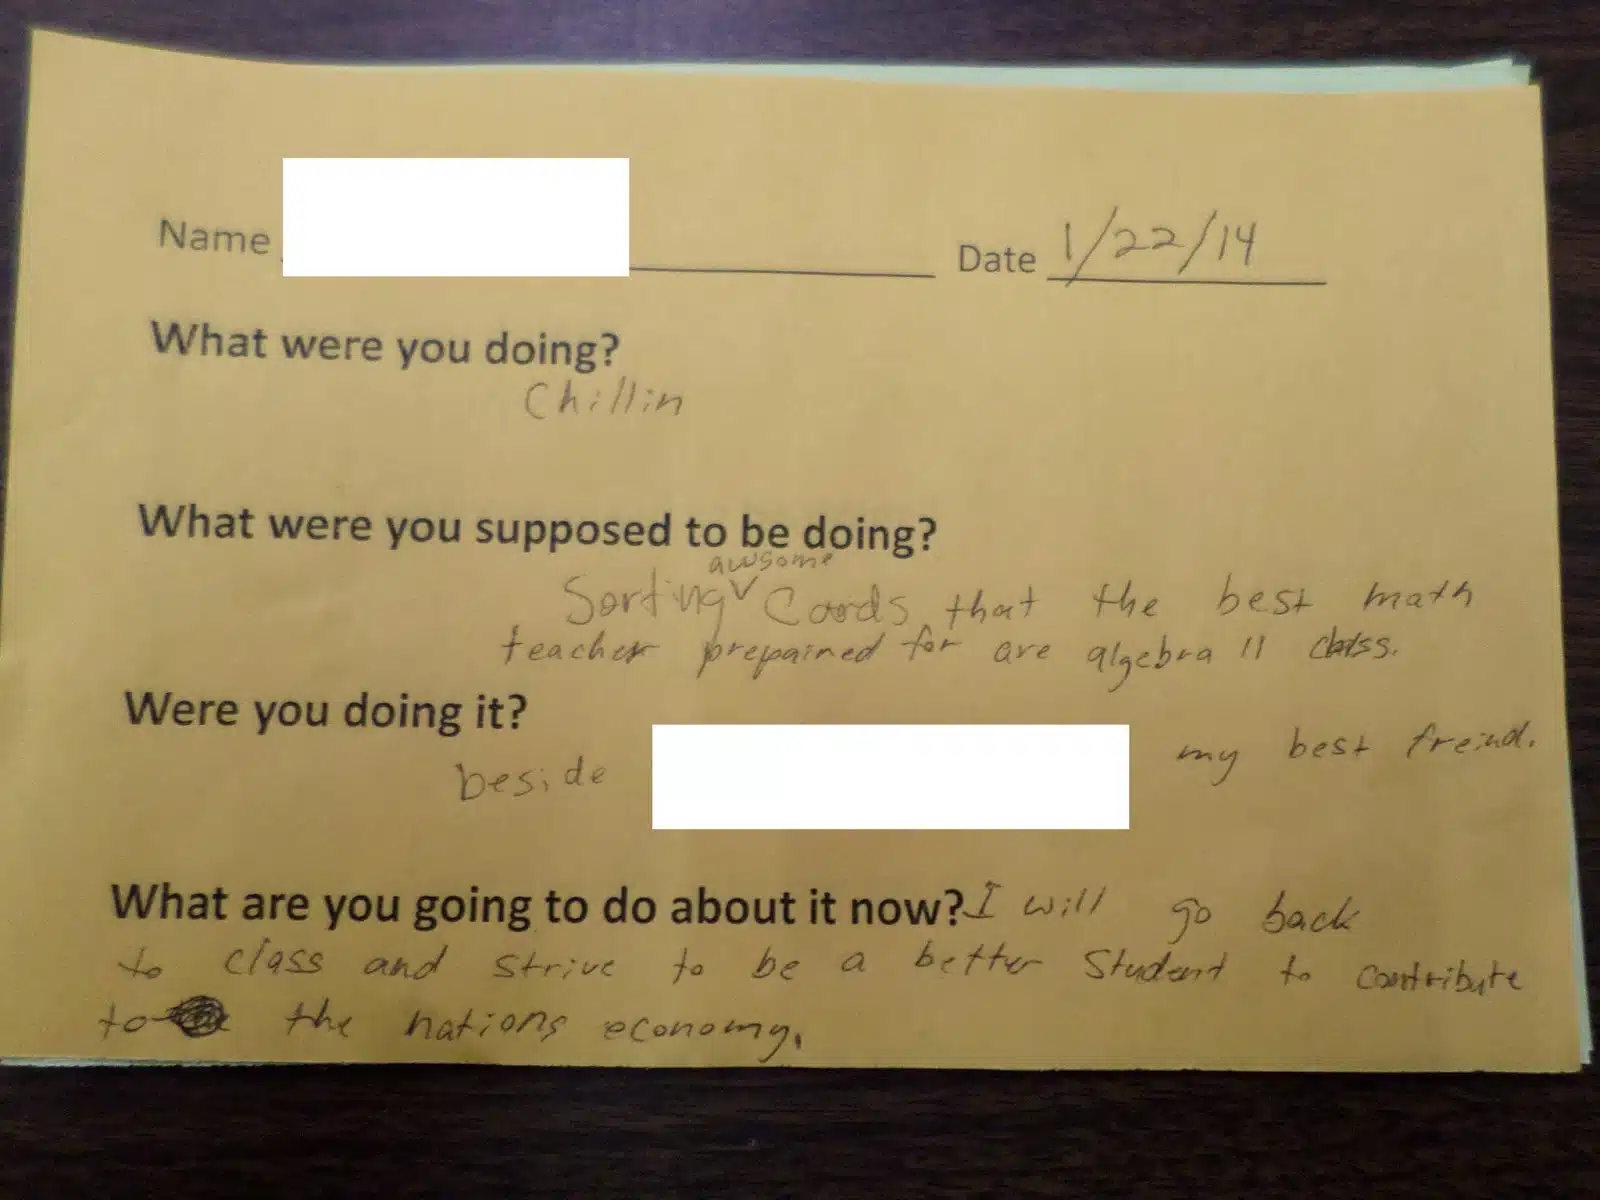 Name Date 1/22/14
What were you doing?
Chillin
What were you supposed to be doing?
awsome
Sorting ˅ Cards that the best math
teacher prepained for are algebra 11 class.
Were you doing it?
beside my best freind.
What are you going to do about it now? I will go back
to class and strive to be a better Student to contribute
to the nations economy.